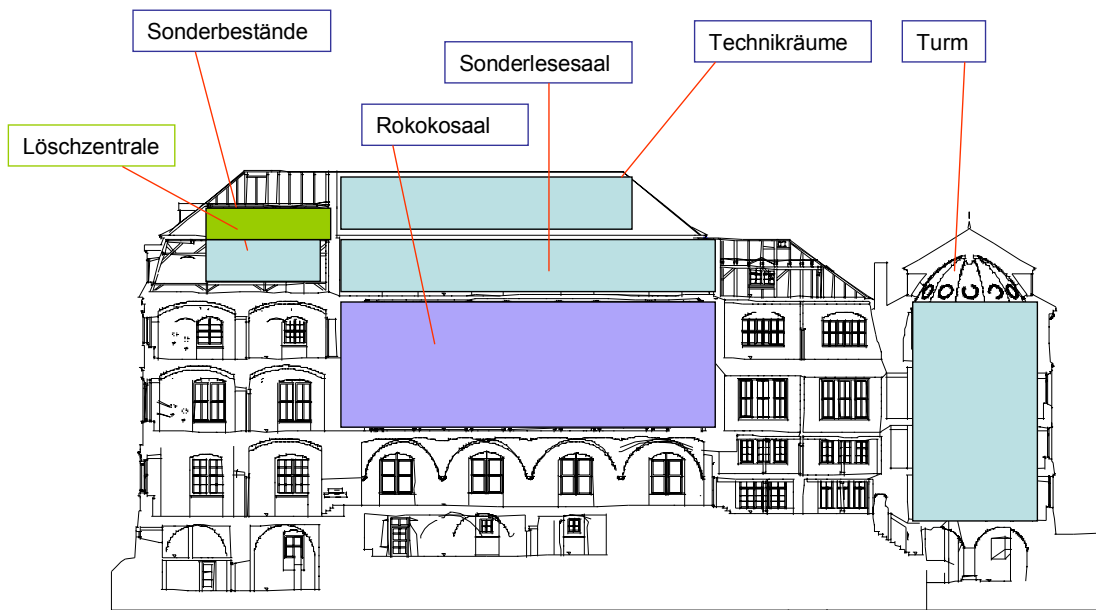 Sonderbestände
Sonderlesesaal
Technikräume
Turm
Rokokosaal
Löschzentrale